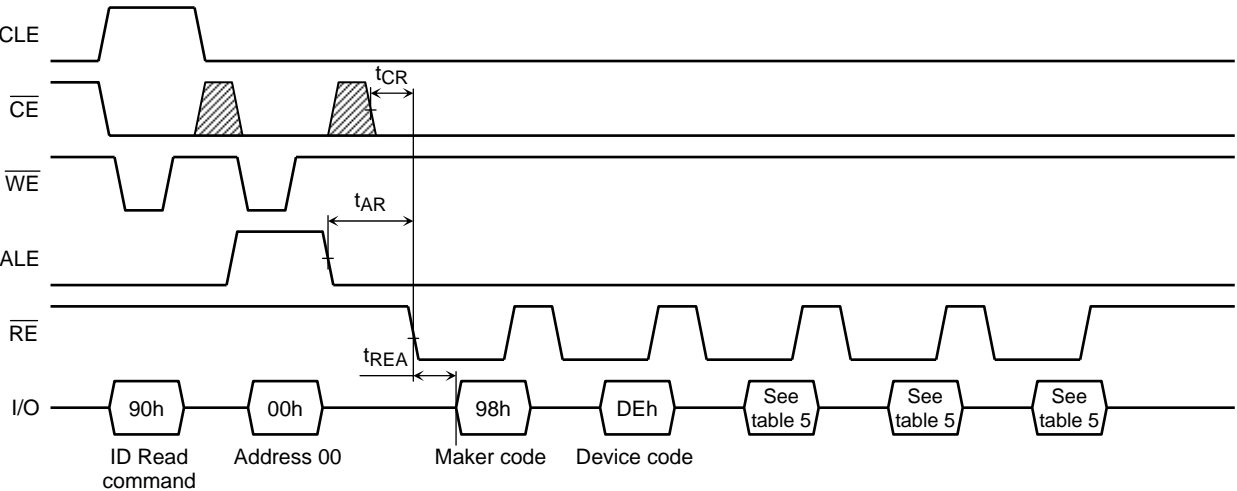 CLE
tCR
CE
WE
tAR
ALE
RE
tREA
I/O
90h
00h
98h
DEh
See
table 5
See
table 5
See
table 5
ID Read
command
Address 00
Maker code
Device code